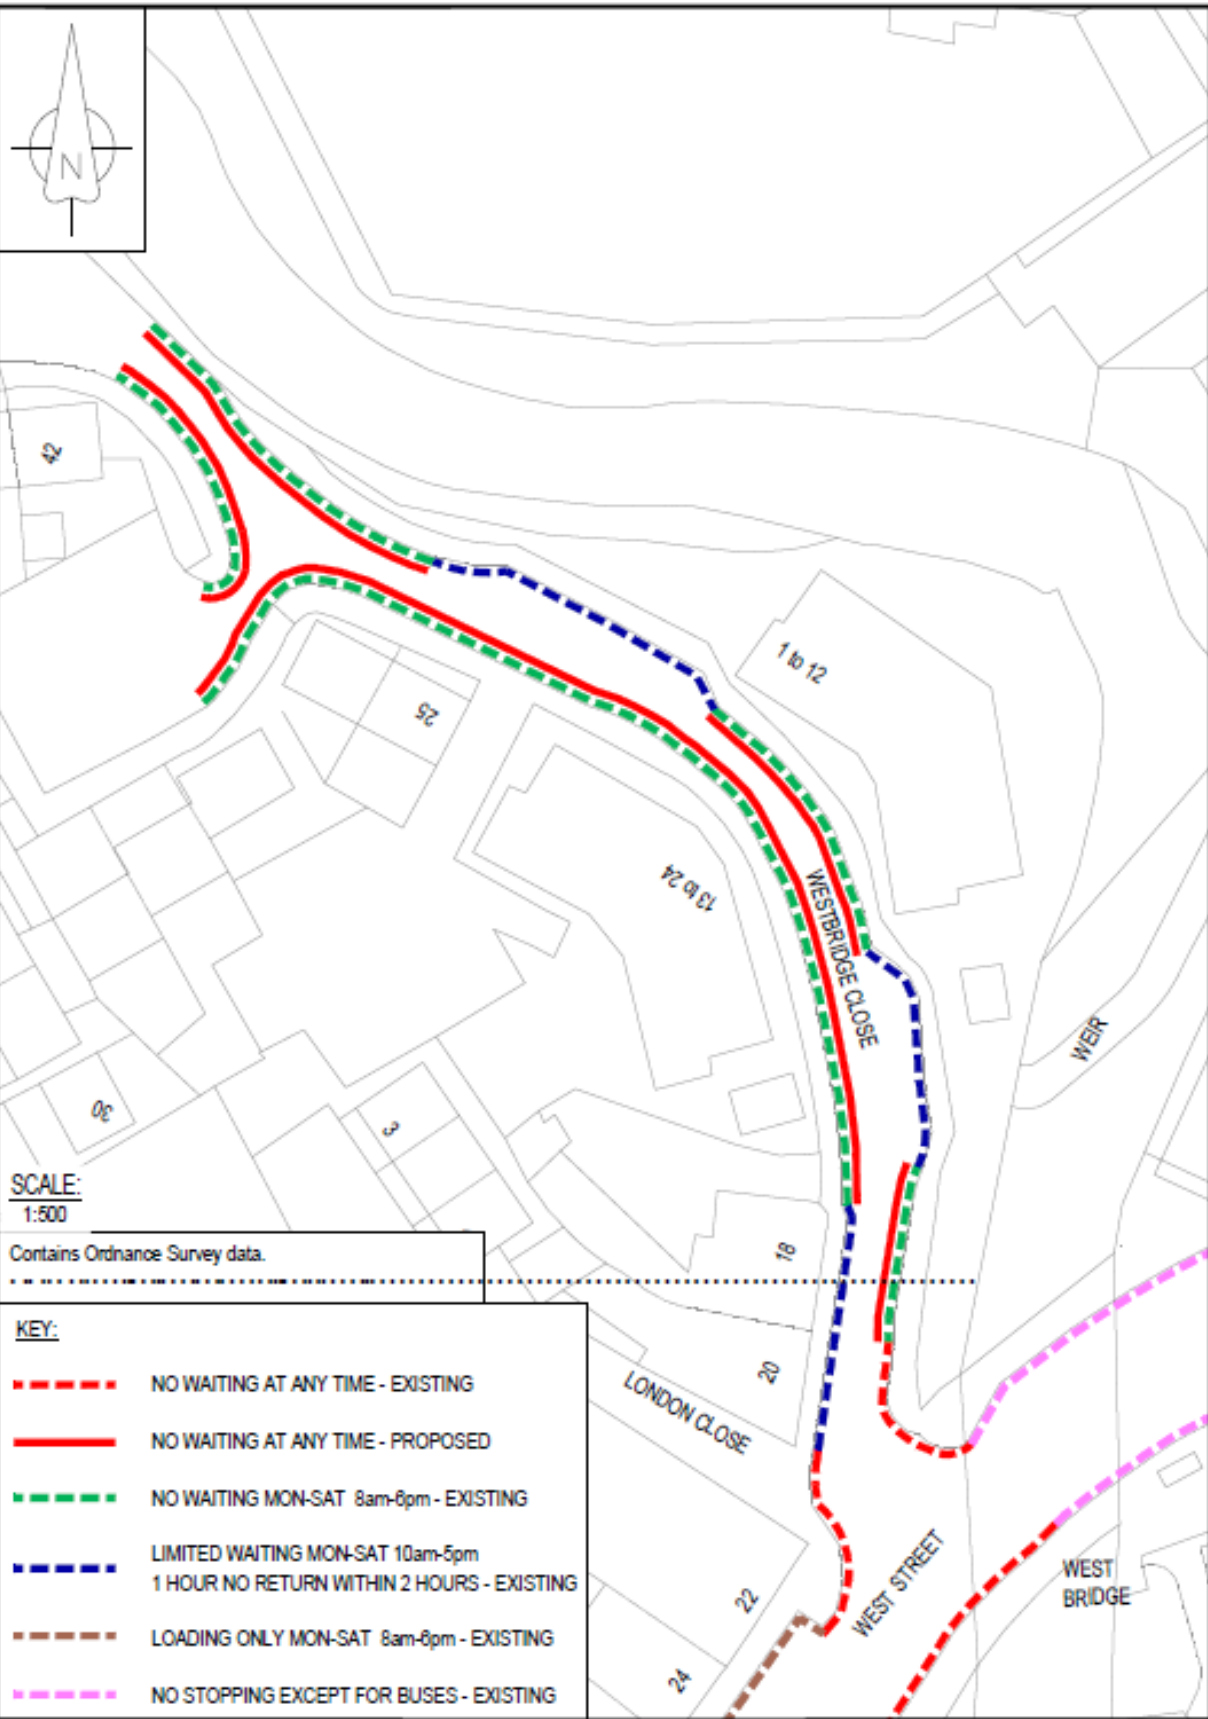 N
42
1 to 12
25
13 to 24
WESTBRIDGE CLOSE
WEIR
30
3
SCALE:
1:500
Contains Ordnance Survey data.
18
20
LONDON CLOSE
KEY:
NO WAITING AT ANY TIME - EXISTING
NO WAITING AT ANY TIME - PROPOSED
NO WAITING MON-SAT 8am-6pm - EXISTING
LIMITED WAITING MON-SAT 10am-5pm
1 HOUR NO RETURN WITHIN 2 HOURS - EXISTING
LOADING ONLY MON-SAT 8am-6pm - EXISTING
NO STOPPING EXCEPT FOR BUSES - EXISTING
22
24
WEST STREET
WEST
BRIDGE